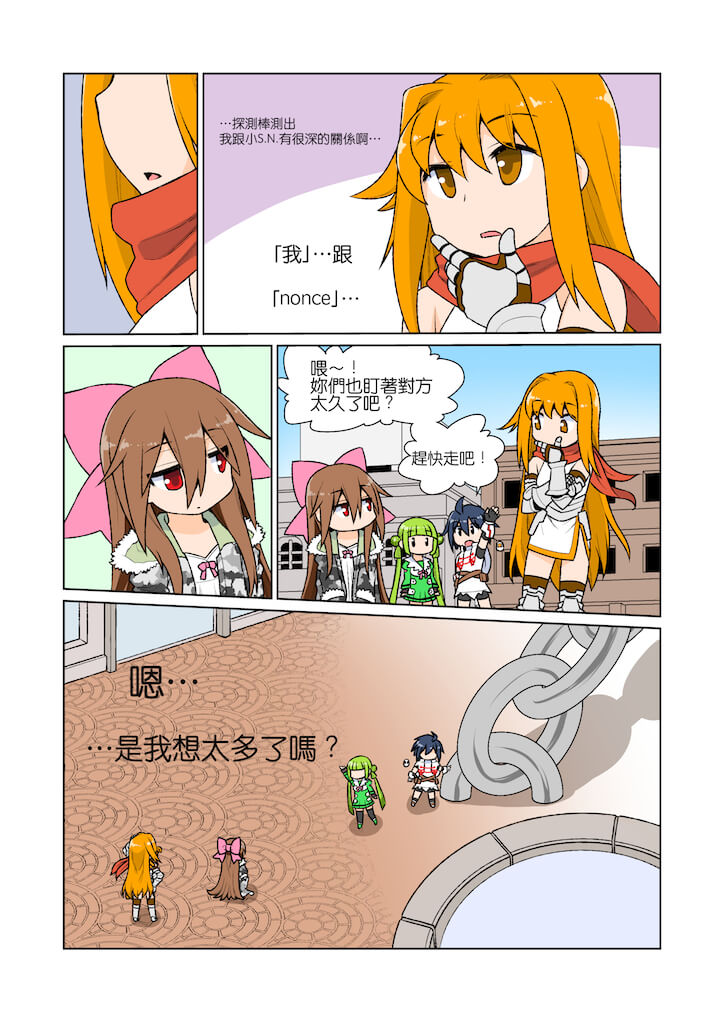 …探測棒測出
我跟小S.N.有很深的關係啊…
「我」…跟
「nonce」…
喂～！
妳們也盯著對方
太久了吧？
趕快走吧！
嗯…
…是我想太多了嗎？